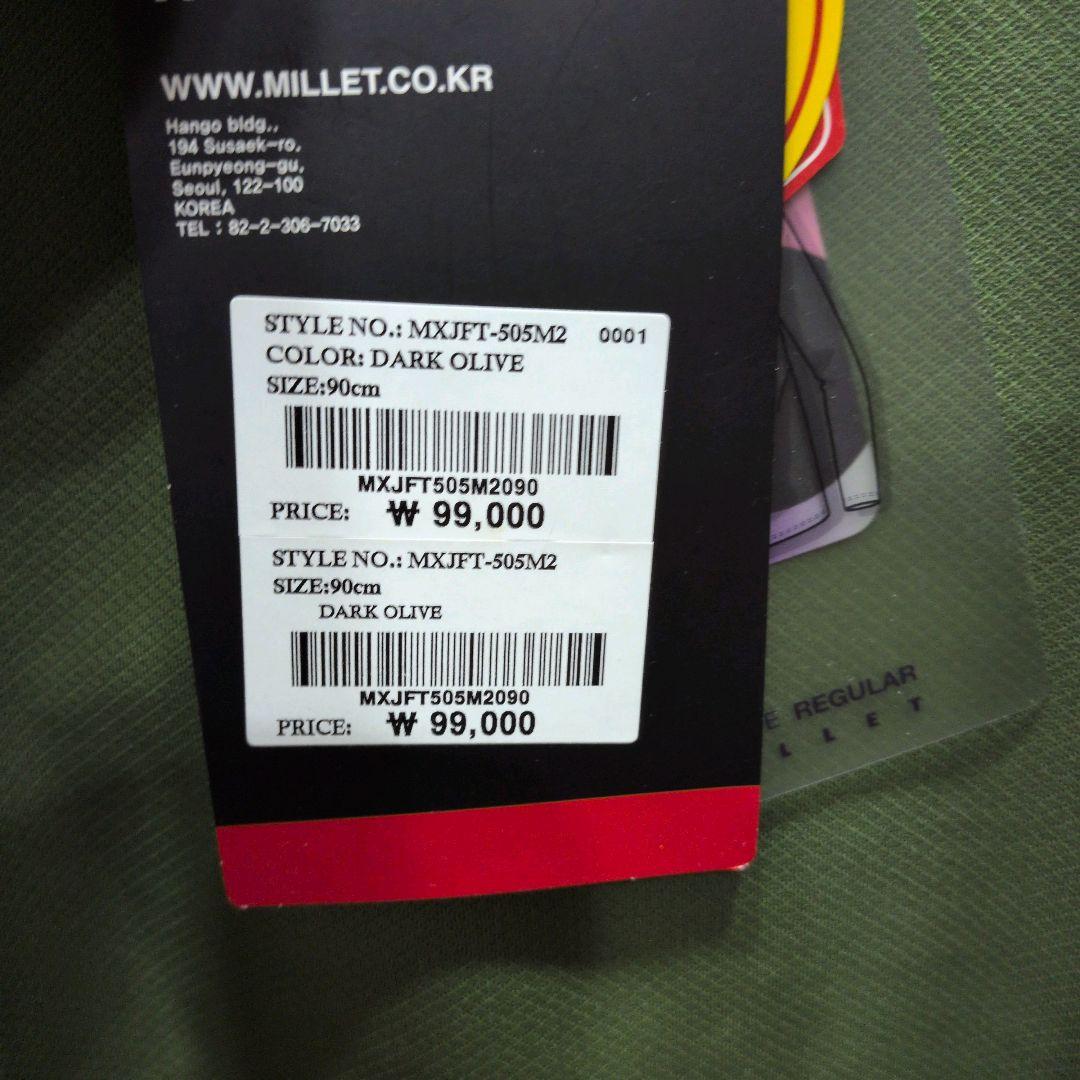 WWW.MILLET.CO.KR
Hango bldg.,
194 Susaek-ro,
Eunpyeong-gu,
Seoul, 122-100
KOREA
TEL : 82-2-306-7033
STYLE NO.: MXJFT-505M2 0001
COLOR: DARK OLIVE
SIZE:90cm
MXJFT505M2090
PRICE: ₩ 99,000
STYLE NO.: MXJFT-505M2
SIZE:90cm
DARK OLIVE
MXJFT505M2090
PRICE: ₩ 99,000
REGULAR